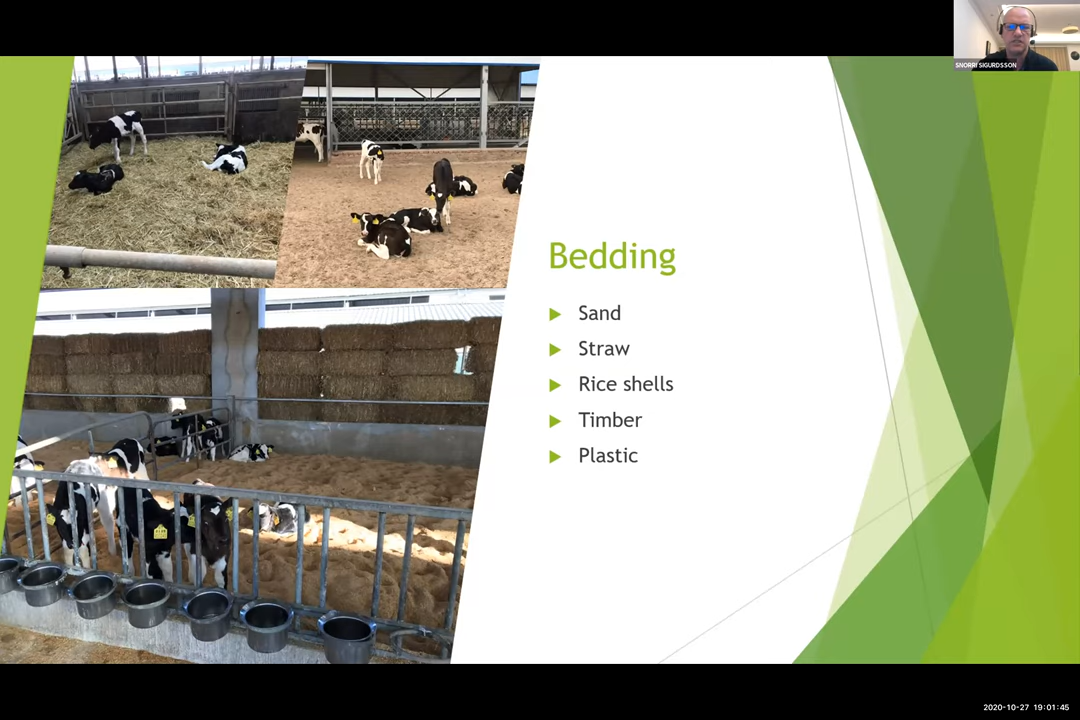 SNORRI SIGURDSSON
Bedding
Sand
Straw
Rice shells
Timber
Plastic
2020-10-27 19:01:45